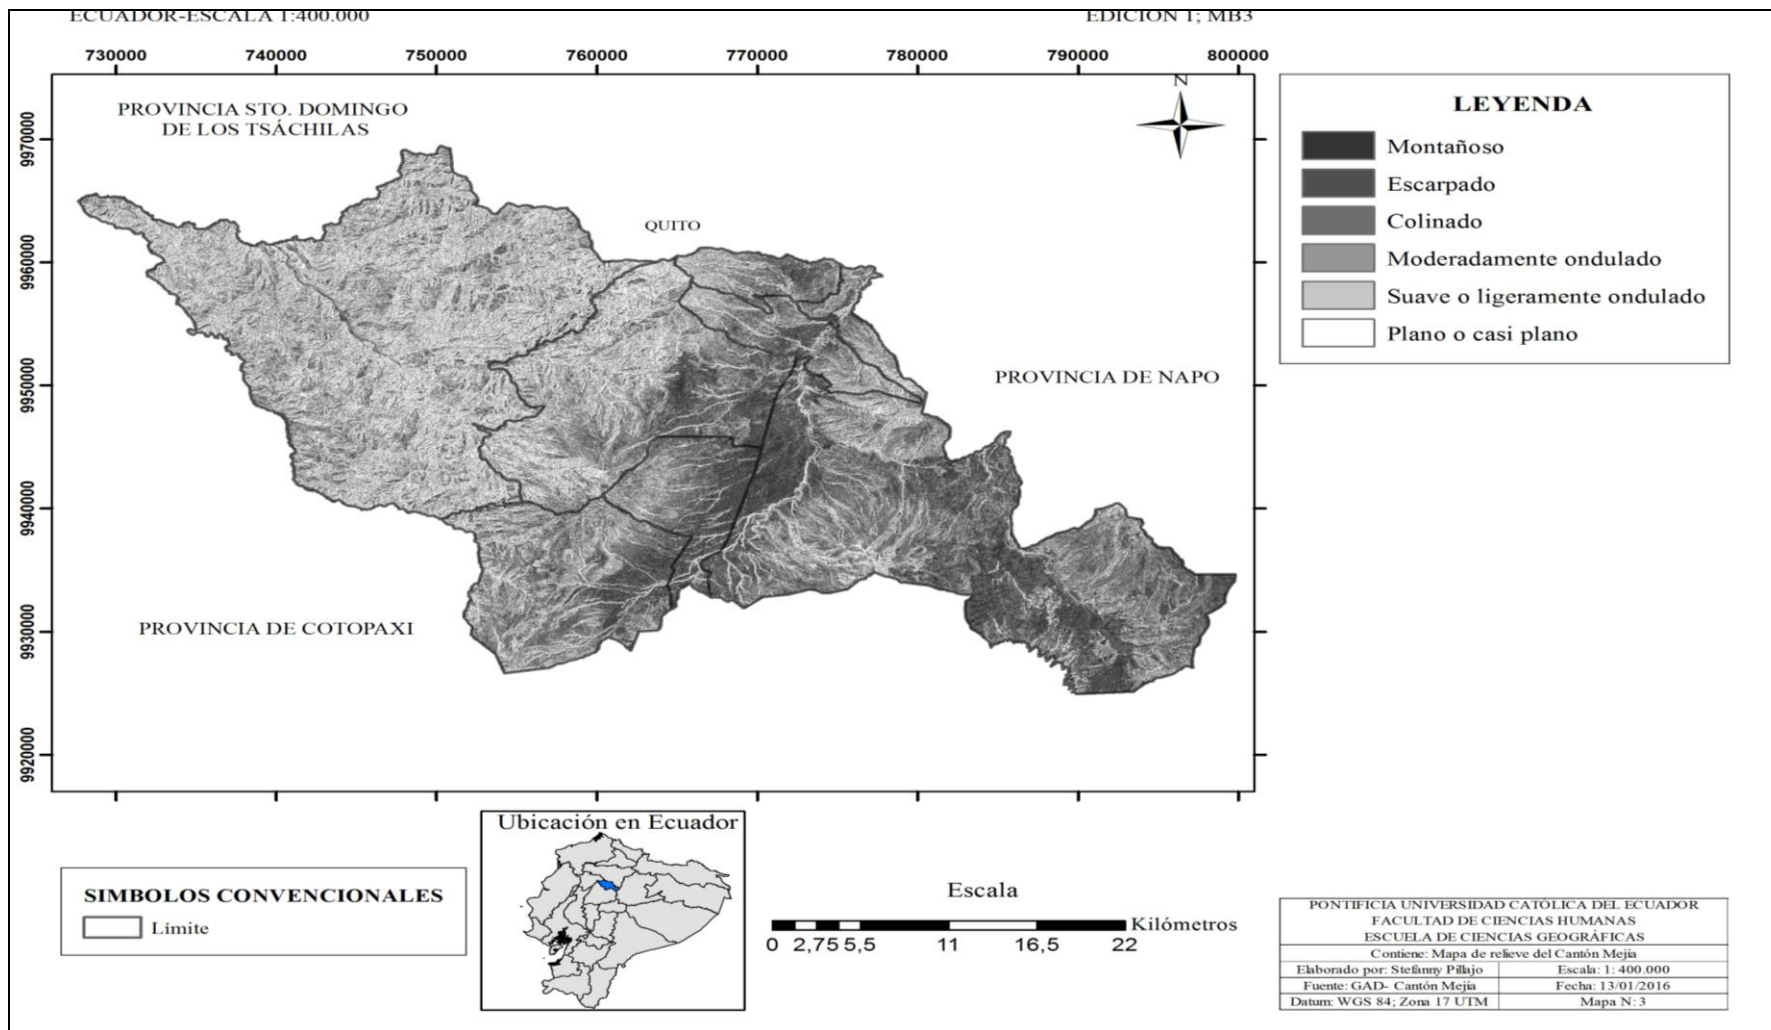 ECUADOR-ESCALA 1:400.000
EDICIÓN 1; MB3
730000 740000 750000 760000 770000 780000 790000 800000
9970000
9960000
9950000
9940000
9930000
9920000
PROVINCIA STO. DOMINGO
DE LOS TSÁCHILAS
N
QUITO
PROVINCIA DE NAPO
PROVINCIA DE COTOPAXI
LEYENDA
Montañoso
Escarpado
Colinado
Moderadamente ondulado
Suave o ligeramente ondulado
Plano o casi plano
SIMBOLOS CONVENCIONALES
Límite
Ubicación en Ecuador
Escala
Kilómetros
0 2,75 5,5 11 16,5 22
PONTIFICIA UNIVERSIDAD CATÓLICA DEL ECUADOR
FACULTAD DE CIENCIAS HUMANAS
ESCUELA DE CIENCIAS GEOGRÁFICAS
Contiene: Mapa de relieve del Cantón Mejía
Elaborado por: Stefanny Pillajo
Escala: 1: 400.000
Fuente: GAD- Cantón Mejía
Fecha: 13/01/2016
Datum: WGS 84; Zona 17 UTM
Mapa N: 3